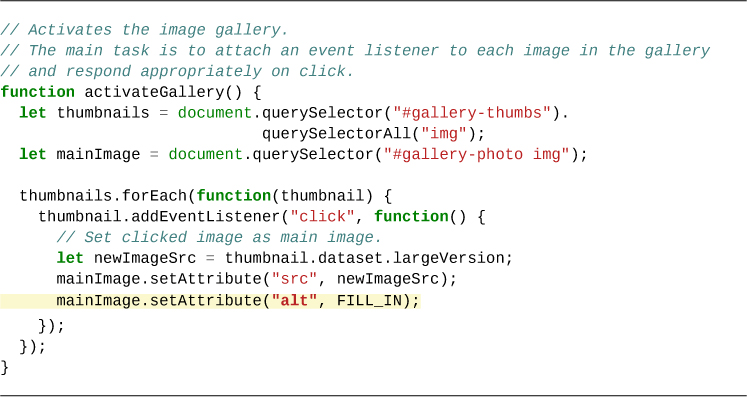 // Activates the image gallery.
// The main task is to attach an event listener to each image in the gallery
// and respond appropriately on click.
function activateGallery() {
  let thumbnails = document.querySelector("#gallery-thumbs").
                            querySelectorAll("img");
  let mainImage = document.querySelector("#gallery-photo img");

  thumbnails.forEach(function(thumbnail) {
    thumbnail.addEventListener("click", function() {
      // Set clicked image as main image.
      let newImageSrc = thumbnail.dataset.largeVersion;
      mainImage.setAttribute("src", newImageSrc);
      mainImage.setAttribute("alt", FILL_IN);
    });
  });
}